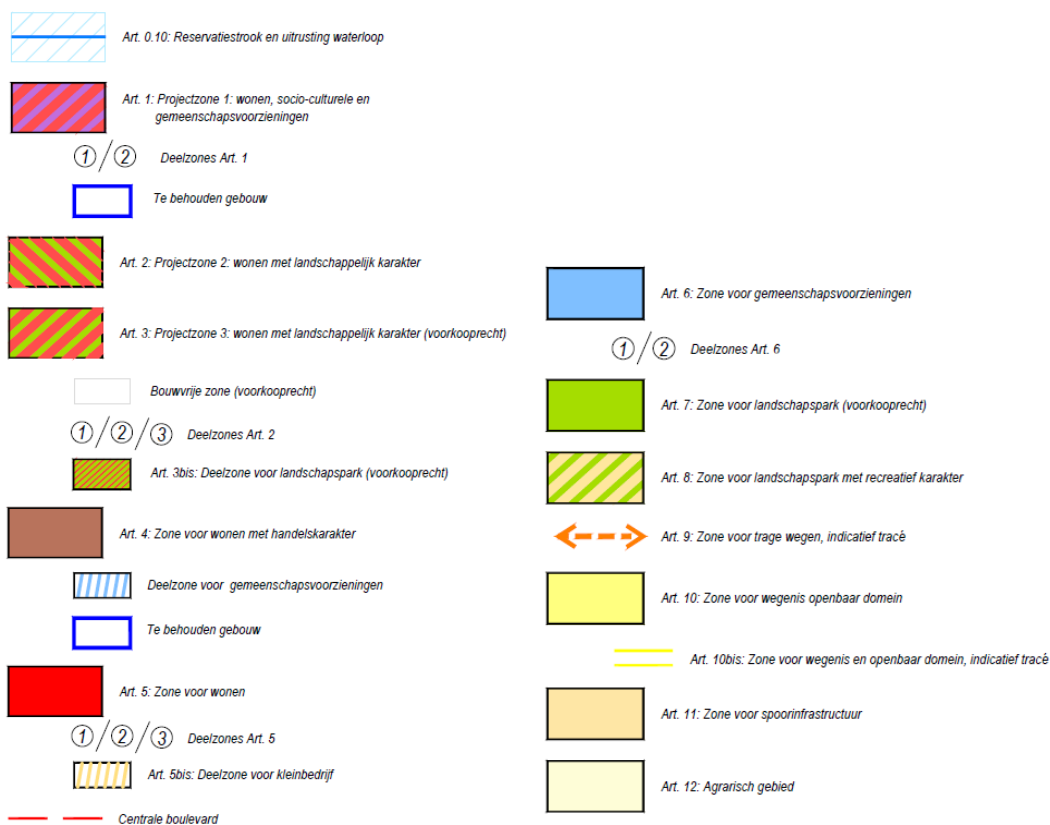 Art. 0.10: Reservatiestrook en uitrusting waterloop
Art. 1: Projectzone 1: wonen, socio-culturele en
gemeenschapsvoorzieningen
1/2 Deelzones Art. 1
Te behouden gebouw
Art. 2: Projectzone 2: wonen met landschappelijk karakter
Art. 3: Projectzone 3: wonen met landschappelijk karakter (voorkooprecht)
Bouwvrije zone (voorkooprecht)
1/2/3 Deelzones Art. 2
Art. 3bis: Deelzone voor landschapspark (voorkooprecht)
Art. 4: Zone voor wonen met handelskarakter
Deelzone voor gemeenschapsvoorzieningen
Te behouden gebouw
Art. 5: Zone voor wonen
1/2/3 Deelzones Art. 5
Art. 5bis: Deelzone voor kleinbedrijf
Centrale boulevard
Art. 6: Zone voor gemeenschapsvoorzieningen
1/2 Deelzones Art. 6
Art. 7: Zone voor landschapspark (voorkooprecht)
Art. 8: Zone voor landschapspark met recreatief karakter
Art. 9: Zone voor trage wegen, indicatief tracé
Art. 10: Zone voor wegenis openbaar domein
Art. 10bis: Zone voor wegenis en openbaar domein, indicatief tracé
Art. 11: Zone voor spoorinfrastructuur
Art. 12: Agrarisch gebied